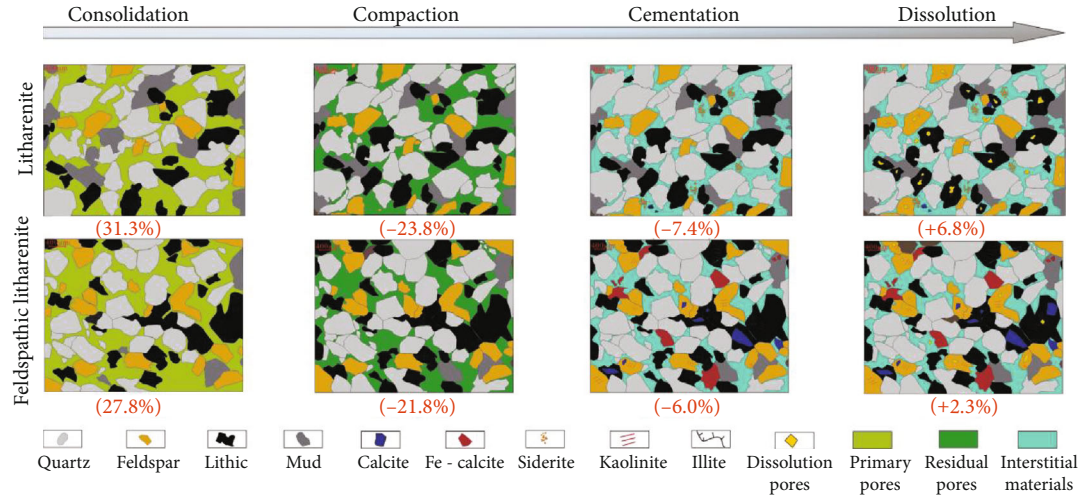 Consolidation Compaction Cementation Dissolution
Litharenite
(31.3%) (−23.8%) (−7.4%) (+6.8%)
Feldspathic litharenite
(27.8%) (−21.8%) (−6.0%) (+2.3%)
Quartz Feldspar Lithic Mud Calcite Fe - calcite Siderite Kaolinite Illite Dissolution pores Primary pores Residual pores Interstitial materials